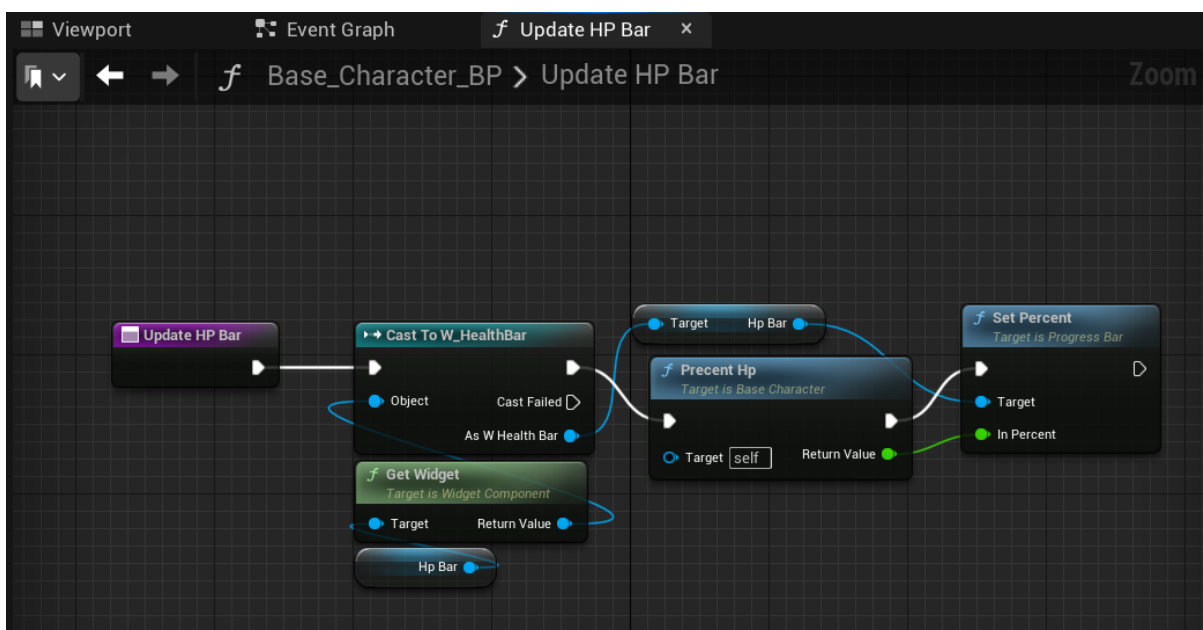 Viewport
Event Graph
f Update HP Bar ×
f Base_Character_BP > Update HP Bar
Zoom
Update HP Bar
Cast To W_HealthBar
Object
Cast Failed
As W Health Bar
f Get Widget
Target is Widget Component
Target
Return Value
Hp Bar
Target
Hp Bar
f Precent Hp
Target is Base Character
Target self
Return Value
f Set Percent
Target is Progress Bar
Target
In Percent